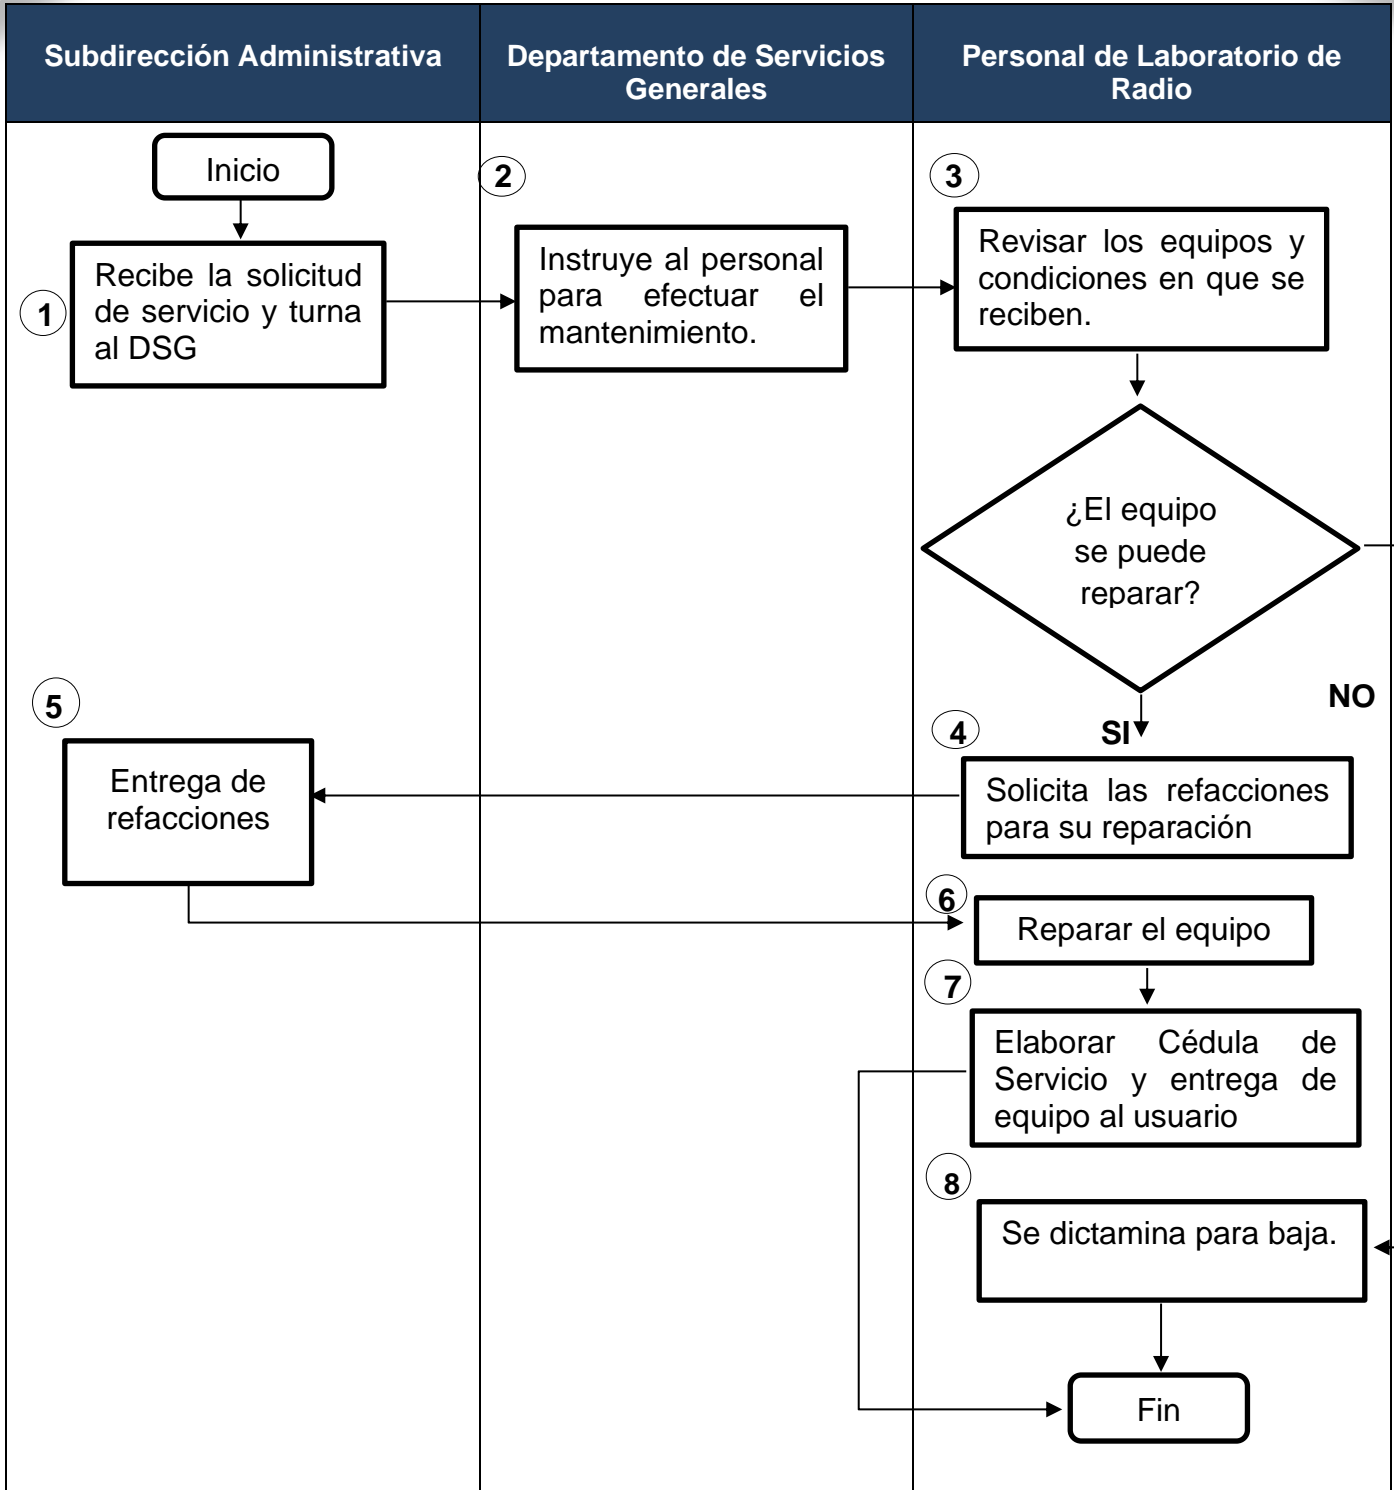 Subdirección Administrativa
Departamento de Servicios
Generales
Personal de Laboratorio de
Radio
Inicio
1
Recibe la solicitud
de servicio y turna
al DSG
2
Instruye al personal
para efectuar el
mantenimiento.
3
Revisar los equipos y
condiciones en que se
reciben.
¿El equipo
se puede
reparar?
NO
SI
4
Solicita las refacciones
para su reparación
5
Entrega de
refacciones
6
Reparar el equipo
7
Elaborar Cédula de
Servicio y entrega de
equipo al usuario
8
Se dictamina para baja.
Fin